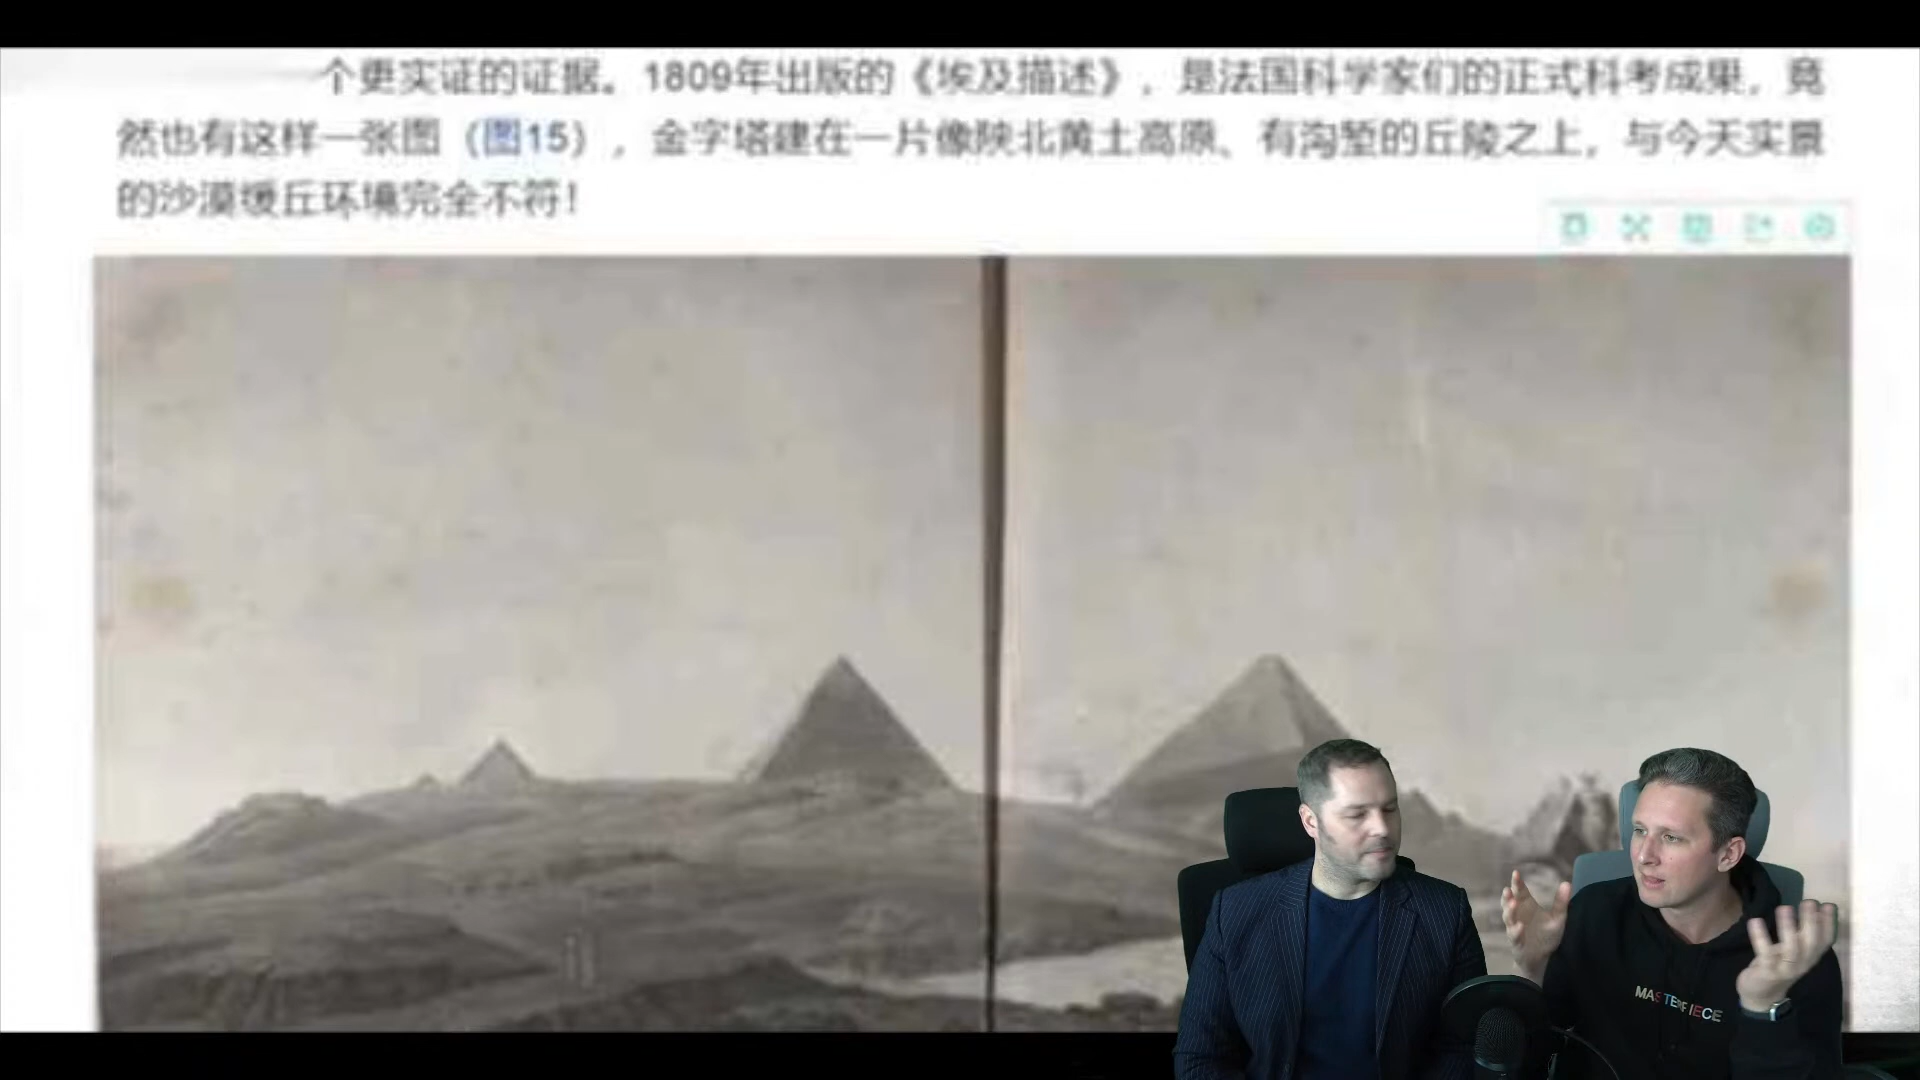 一个更实证的证据。1809年出版的《埃及描述》，是法国科学家们的正式科考成果，竟
然也有这样一张图（图15），金字塔建在一片像陕北黄土高原、有沟堑的丘陵之上，与今天实景
的沙漠缓丘环境完全不符！
MASTERPIECE